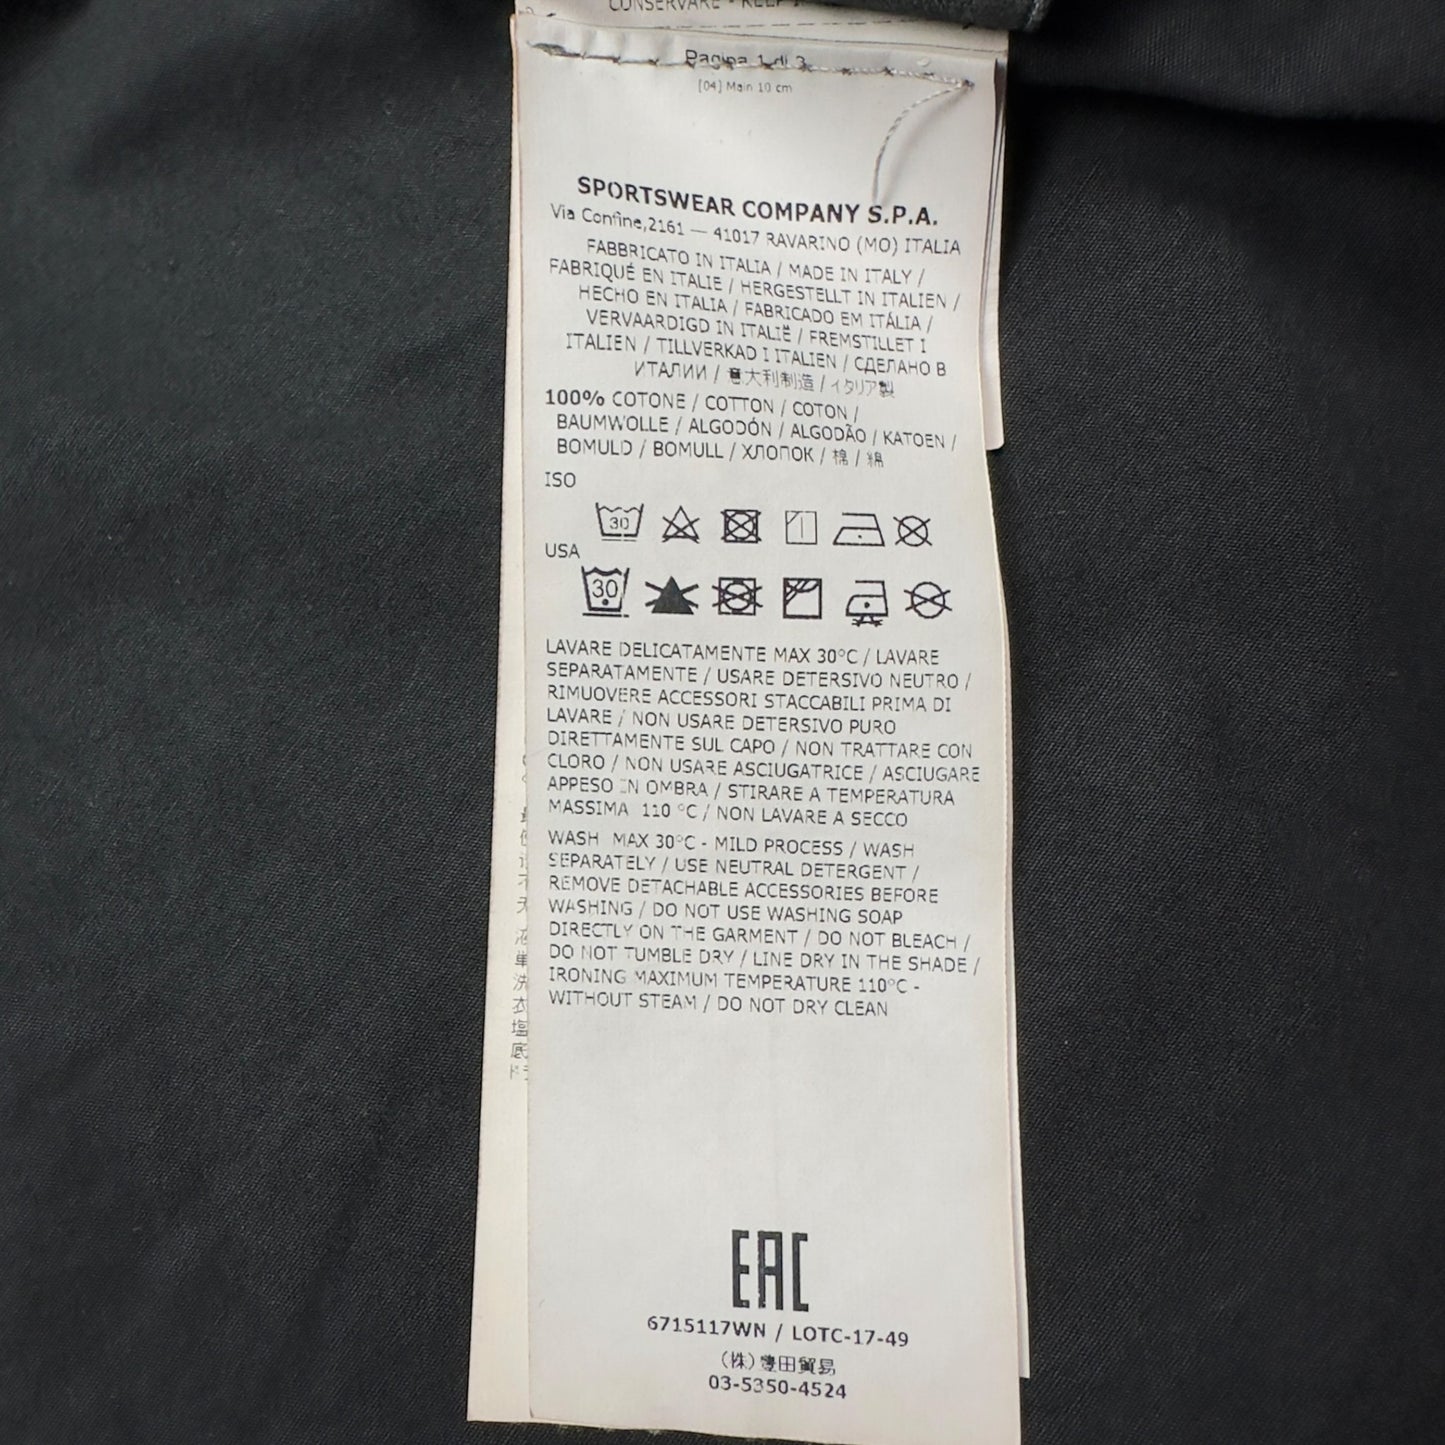 CONSERVARE - KEEP
Pagina 1 di 3
[04] Main 10 cm
SPORTSWEAR COMPANY S.P.A.
Via Confine,2161 — 41017 RAVARINO (MO) ITALIA
FABBRICATO IN ITALIA / MADE IN ITALY /
FABRIQUÉ EN ITALIE / HERGESTELLT IN ITALIEN /
HECHO EN ITALIA / FABRICADO EM ITÁLIA /
VERVAARDIGD IN ITALIË / FREMSTILLET I
ITALIEN / TILLVERKAD I ITALIEN / СДЕЛАНО В
ИТАЛИИ / 意大利制造 / イタリア製
100% COTONE / COTTON / COTON /
BAUMWOLLE / ALGODÓN / ALGODÃO / KATOEN /
BOMULD / BOMULL / ХЛОПОК / 棉 / 綿
ISO
30
USA
30
LAVARE DELICATAMENTE MAX 30°C / LAVARE
SEPARATAMENTE / USARE DETERSIVO NEUTRO /
RIMUOVERE ACCESSORI STACCABILI PRIMA DI
LAVARE / NON USARE DETERSIVO PURO
DIRETTAMENTE SUL CAPO / NON TRATTARE CON
CLORO / NON USARE ASCIUGATRICE / ASCIUGARE
APPESO IN OMBRA / STIRARE A TEMPERATURA
MASSIMA 110 °C / NON LAVARE A SECCO
WASH MAX 30°C - MILD PROCESS / WASH
SEPARATELY / USE NEUTRAL DETERGENT /
REMOVE DETACHABLE ACCESSORIES BEFORE
WASHING / DO NOT USE WASHING SOAP
DIRECTLY ON THE GARMENT / DO NOT BLEACH /
DO NOT TUMBLE DRY / LINE DRY IN THE SHADE /
IRONING MAXIMUM TEMPERATURE 110°C -
WITHOUT STEAM / DO NOT DRY CLEAN
EAC
6715117WN / LOTC-17-49
(株)豊田貿易
03-5350-4524